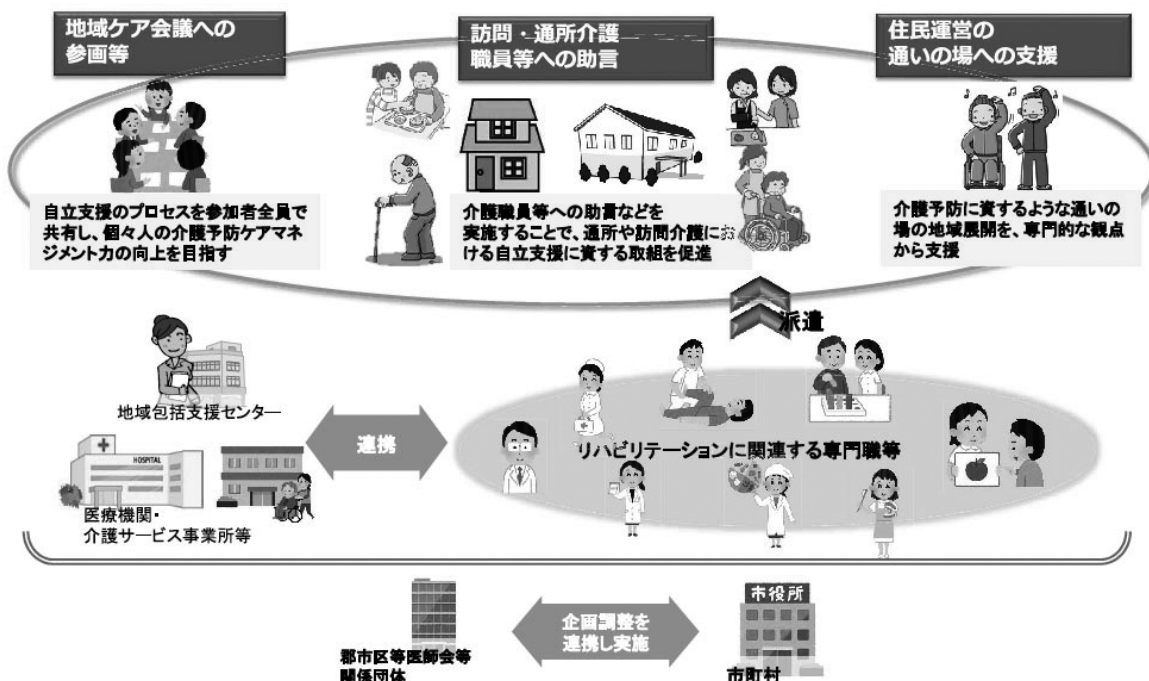 地域ケア会議への
参画等
訪問・通所介護
職員等への助言
住民運営の
通いの場への支援
自立支援のプロセスを参加者全員で
共有し、個々人の介護予防ケアマネ
ジメント力の向上を目指す
介護職員等への助言などを
実施することで、通所や訪問介護にお
ける自立支援に資する取組を促進
介護予防に資するような通いの
場の地域展開を、専門的な観点
から支援
派遣
地域包括支援センター
連携
リハビリテーションに関連する専門職等
HOSPITAL
医療機関・
介護サービス事業所等
企画調整を
連携し実施
市役所
郡市区等医師会等
関係団体
市町村